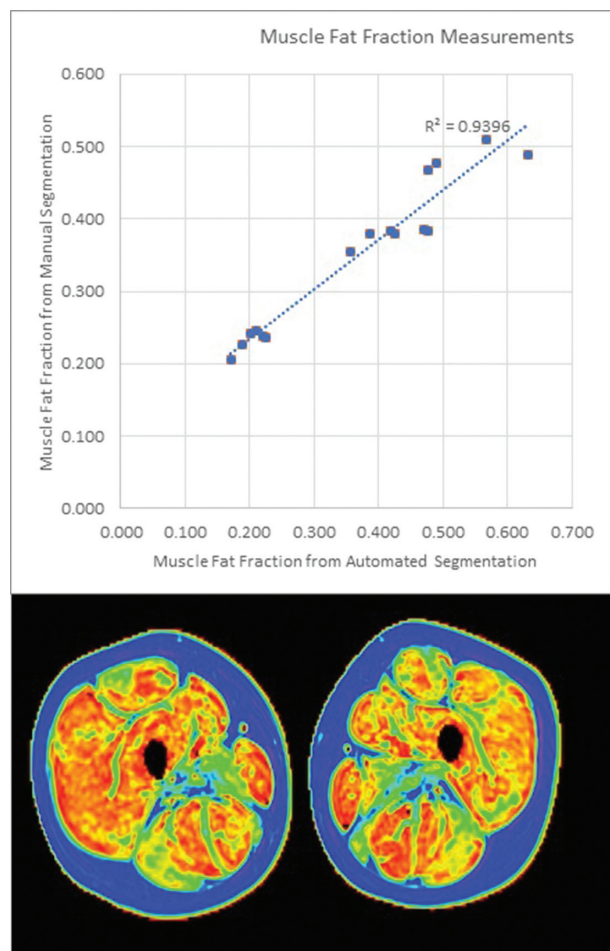 Muscle Fat Fraction Measurements
0.600
0.500
0.400
0.300
0.200
0.100
0.000
Muscle Fat Fraction from Manual Segmentation
R² = 0.9396
0.000 0.100 0.200 0.300 0.400 0.500 0.600 0.700
Muscle Fat Fraction from Automated Segmentation